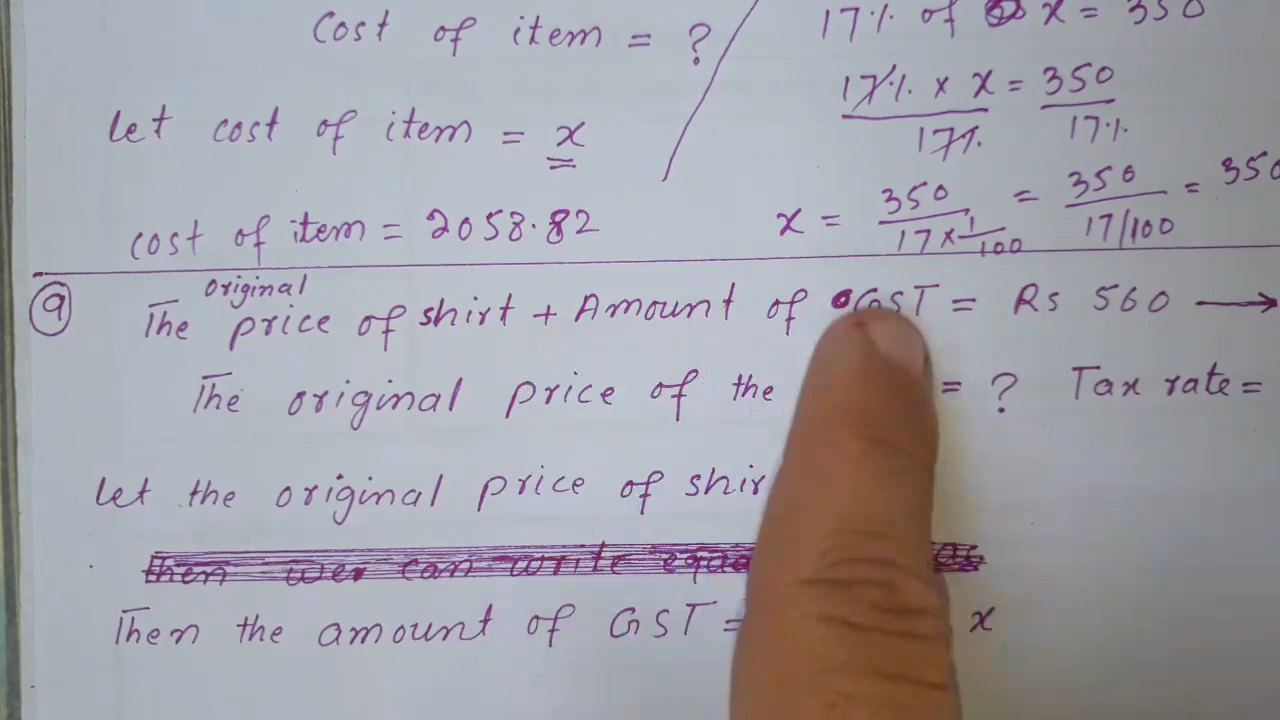 Cost of item = ?
17% of x = 350
let cost of item = x
17% × x = 350
17% 17%
cost of item = 2058.82
x = 350 = 350 = 350
17 × 1/100 17/100
9 The original price of shirt + Amount of GST = Rs 560 →
The original price of the = ? Tax rate =
Let the original price of
Then the amount of GST = x